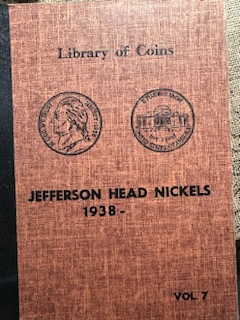 Library of Coins
JEFFERSON HEAD NICKELS
1938-
VOL. 7